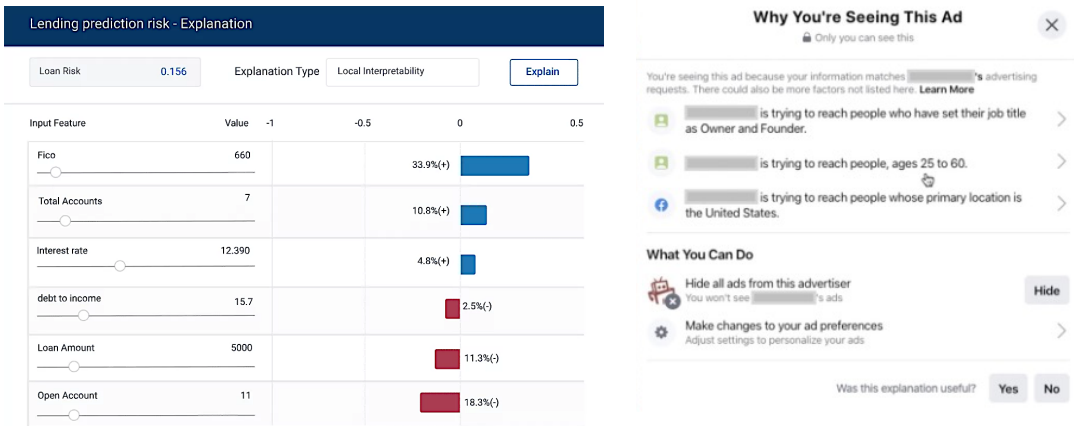 Lending prediction risk - Explanation
Loan Risk 0.156 Explanation Type Local Interpretability Explain
Input Feature Value -1 -0.5 0 0.5
Fico 660 33.9%(+)
Total Accounts 7 10.8%(+)
Interest rate 12.390 4.8%(+)
debt to income 15.7 2.5%(-)
Loan Amount 5000 11.3%(-)
Open Account 11 18.3%(-)
Why You're Seeing This Ad
Only you can see this
You're seeing this ad because your information matches 's advertising
requests. There could also be more factors not listed here. Learn More
is trying to reach people who have set their job title
as Owner and Founder.
is trying to reach people, ages 25 to 60.
is trying to reach people whose primary location is
the United States.
What You Can Do
Hide all ads from this advertiser
You won't see 's ads
Hide
Make changes to your ad preferences
Adjust settings to personalize your ads
Was this explanation useful? Yes No